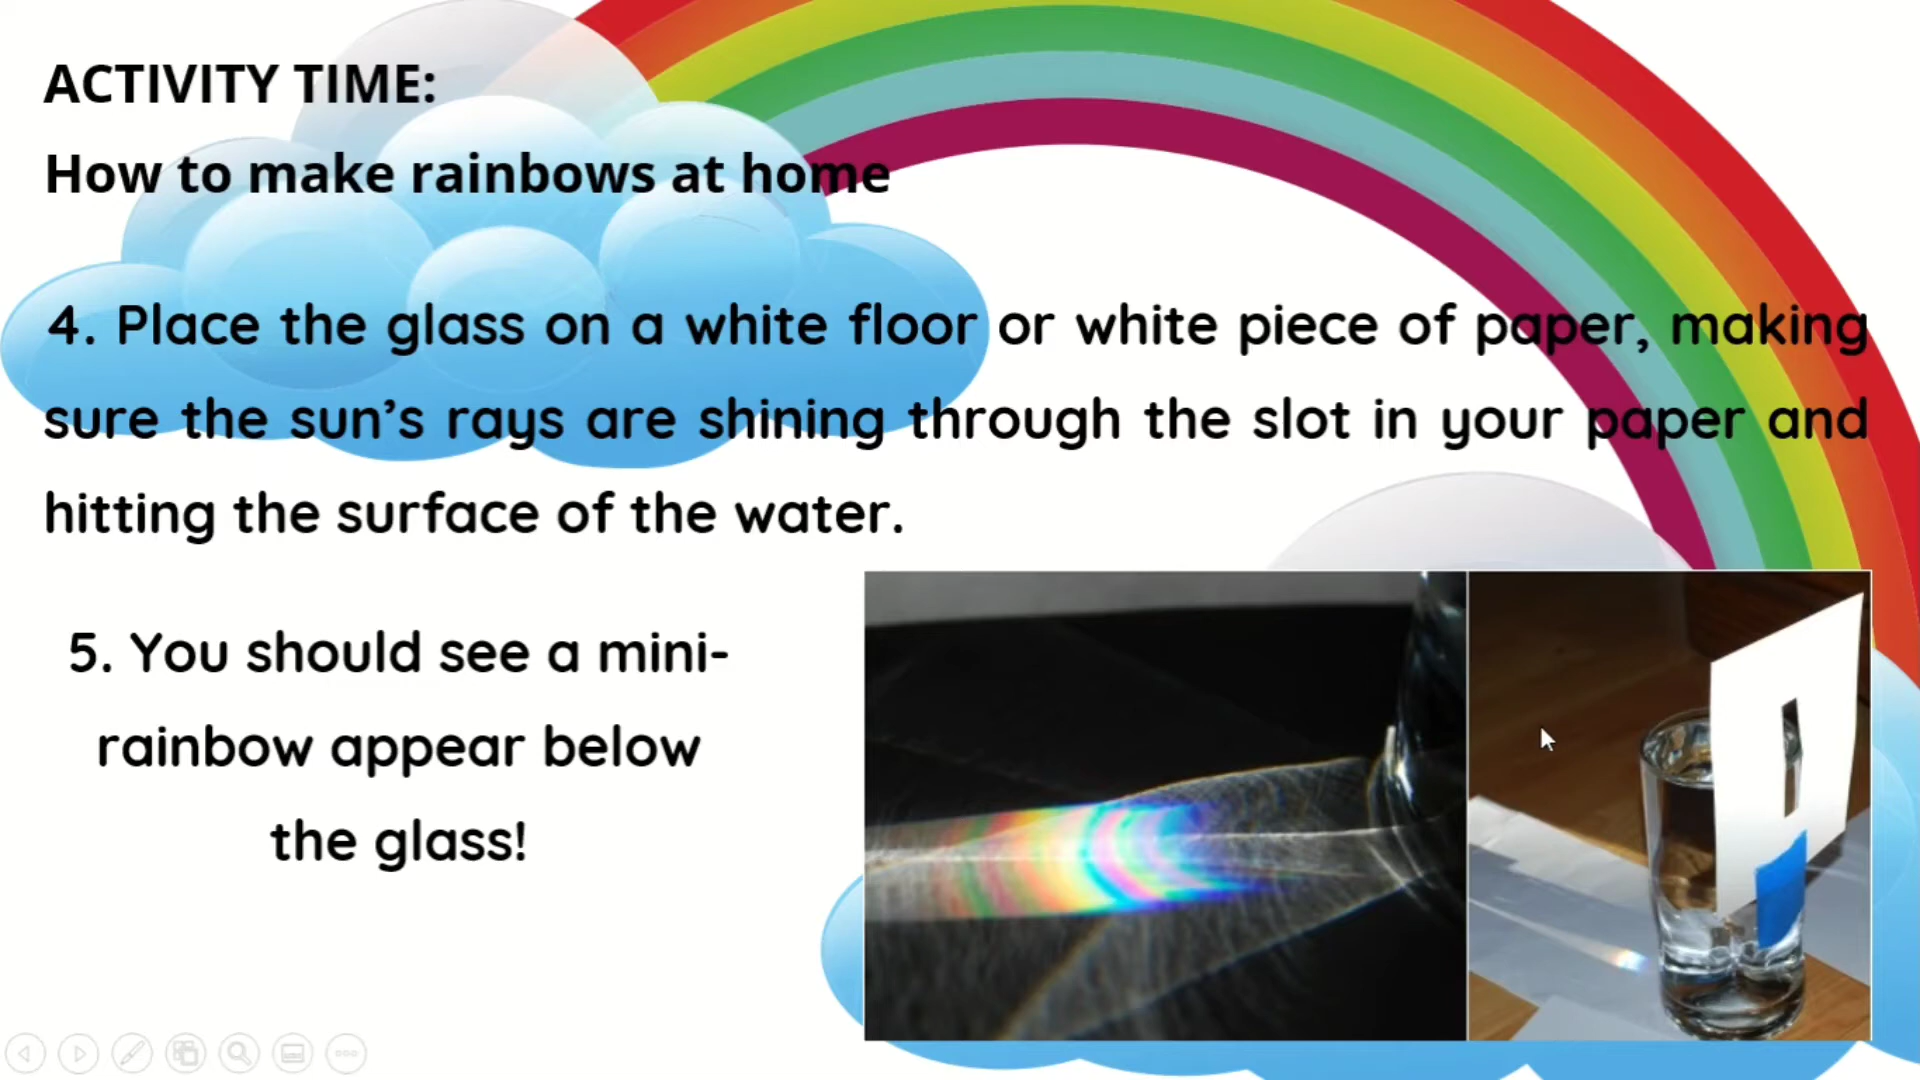 ACTIVITY TIME:
How to make rainbows at home
4. Place the glass on a white floor or white piece of paper, making
sure the sun’s rays are shining through the slot in your paper and
hitting the surface of the water.
5. You should see a mini-
rainbow appear below
the glass!